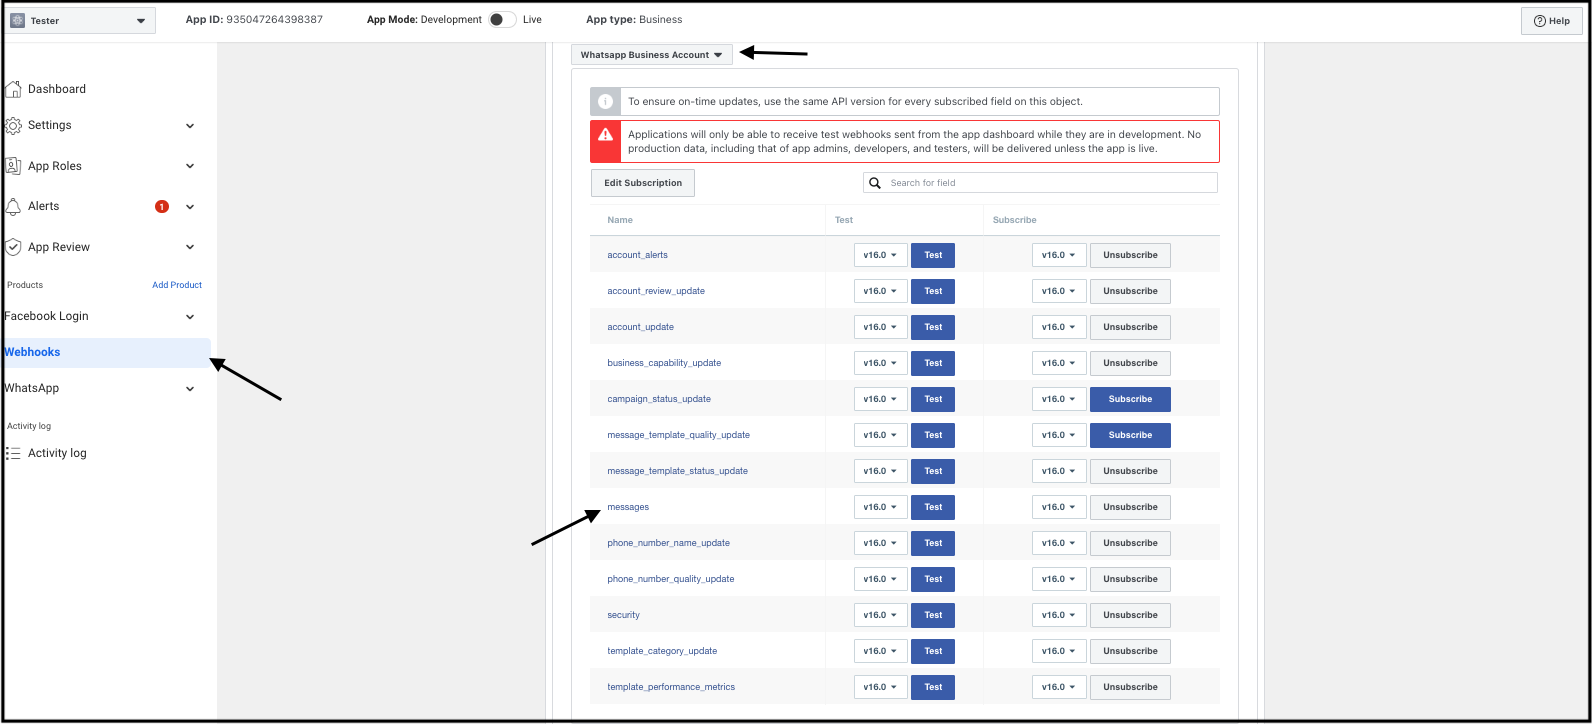 Tester
App ID: 935047264398387
App Mode: Development
Live
App type: Business
Help
Whatsapp Business Account
Dashboard
Settings
App Roles
Alerts
1
App Review
Products
Add Product
Facebook Login
Webhooks
WhatsApp
Activity log
Activity log
To ensure on-time updates, use the same API version for every subscribed field on this object.
Applications will only be able to receive test webhooks sent from the app dashboard while they are in development. No
production data, including that of app admins, developers, and testers, will be delivered unless the app is live.
Edit Subscription
Search for field
Name Test Subscribe
account_alerts v16.0 Test v16.0 Unsubscribe
account_review_update v16.0 Test v16.0 Unsubscribe
account_update v16.0 Test v16.0 Unsubscribe
business_capability_update v16.0 Test v16.0 Unsubscribe
campaign_status_update v16.0 Test v16.0 Subscribe
message_template_quality_update v16.0 Test v16.0 Subscribe
message_template_status_update v16.0 Test v16.0 Unsubscribe
messages v16.0 Test v16.0 Unsubscribe
phone_number_name_update v16.0 Test v16.0 Unsubscribe
phone_number_quality_update v16.0 Test v16.0 Unsubscribe
security v16.0 Test v16.0 Unsubscribe
template_category_update v16.0 Test v16.0 Unsubscribe
template_performance_metrics v16.0 Test v16.0 Unsubscribe